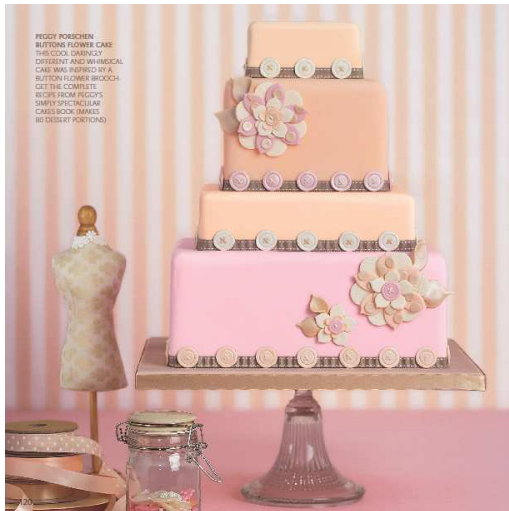 PEGGY PORSCHEN
BUTTONS FLOWER CAKE
THIS COOL DARINGLY
DIFFERENT AND WHIMSICAL
CAKE WAS INSPIRED BY A
BUTTON FLOWER BROOCH.
GET THE COMPLETE
RECIPE FROM PEGGY'S
SIMPLY SPECTACULAR
CAKES BOOK (MAKES
80 DESSERT PORTIONS)
120